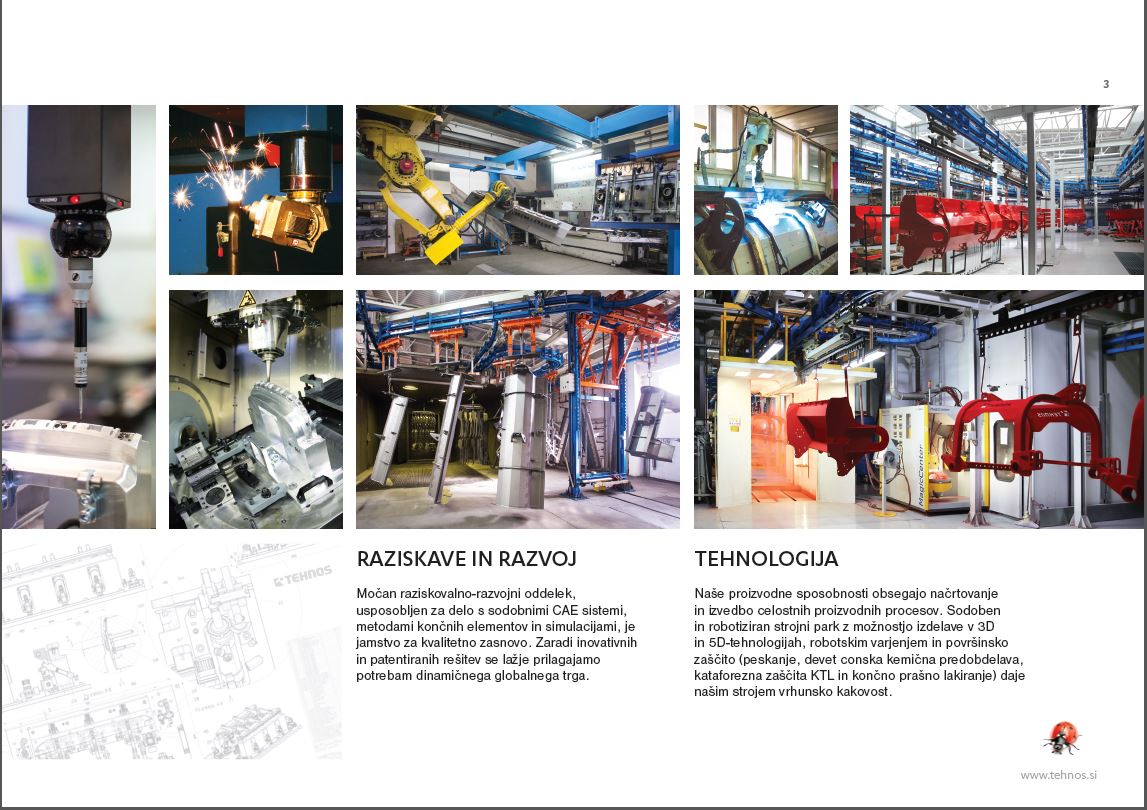 3
TEHNOS
MagicCenter
TEHNOS
RAZISKAVE IN RAZVOJ
Močan raziskovalno-razvojni oddelek,
usposobljen za delo s sodobnimi CAE sistemi,
metodami končnih elementov in simulacijami, je
jamstvo za kvalitetno zasnovo. Zaradi inovativnih
in patentiranih rešitev se lažje prilagajamo
potrebam dinamičnega globalnega trga.
TEHNOLOGIJA
Naše proizvodne sposobnosti obsegajo načrtovanje
in izvedbo celostnih proizvodnih procesov. Sodoben
in robotiziran strojni park z možnostjo izdelave v 3D
in 5D-tehnologijah, robotskim varjenjem in površinsko
zaščito (peskanje, devet conska kemična predobdelava,
kataforezna zaščita KTL in končno prašno lakiranje) daje
našim strojem vrhunsko kakovost.
www.tehnos.si